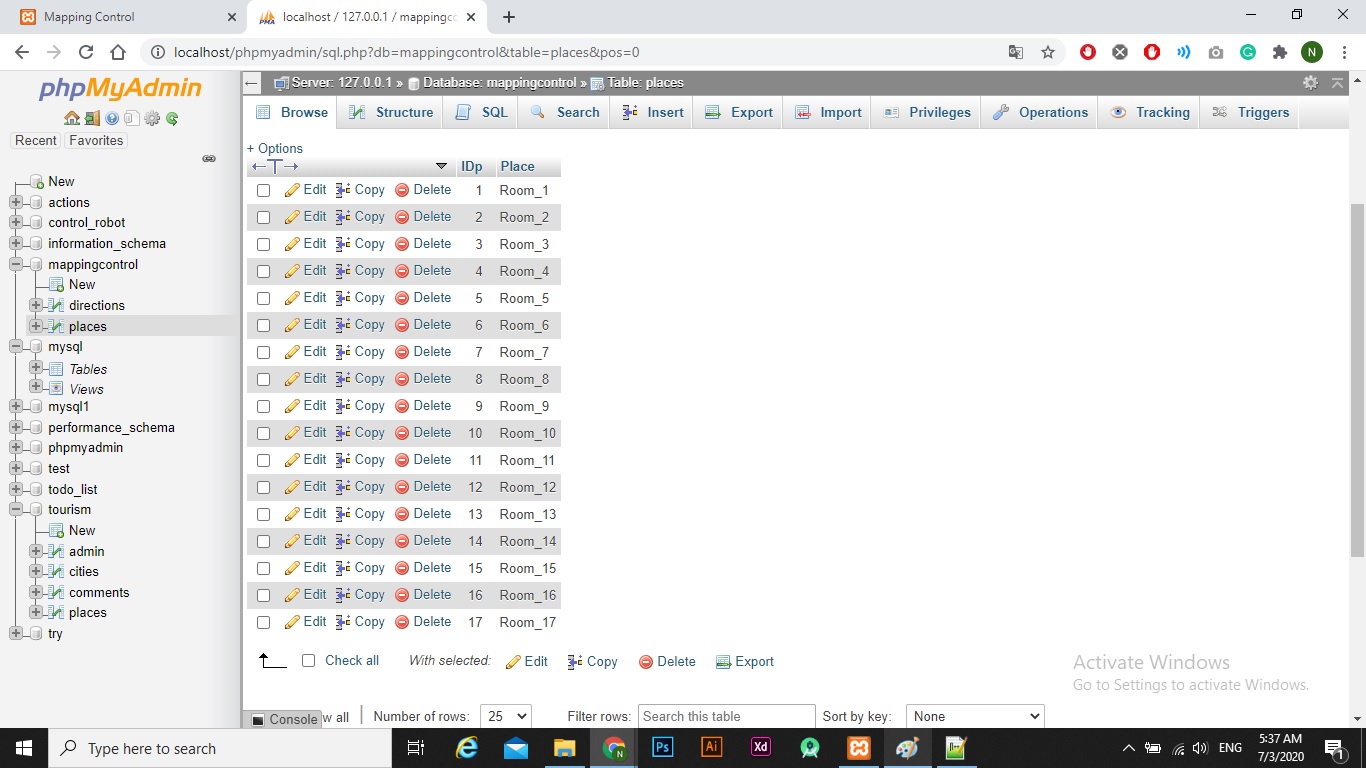 Mapping Control
localhost / 127.0.0.1 / mappingco
localhost/phpmyadmin/sql.php?db=mappingcontrol&table=places&pos=0
N
phpMyAdmin
Recent Favorites
New
actions
control_robot
information_schema
mappingcontrol
New
directions
places
mysql
Tables
Views
mysql1
performance_schema
phpmyadmin
test
todo_list
tourism
New
admin
cities
comments
places
try
Server: 127.0.0.1 » Database: mappingcontrol » Table: places
Browse Structure SQL Search Insert Export Import Privileges Operations Tracking Triggers
+ Options
←T→ IDp Place
Edit Copy Delete 1 Room_1
Edit Copy Delete 2 Room_2
Edit Copy Delete 3 Room_3
Edit Copy Delete 4 Room_4
Edit Copy Delete 5 Room_5
Edit Copy Delete 6 Room_6
Edit Copy Delete 7 Room_7
Edit Copy Delete 8 Room_8
Edit Copy Delete 9 Room_9
Edit Copy Delete 10 Room_10
Edit Copy Delete 11 Room_11
Edit Copy Delete 12 Room_12
Edit Copy Delete 13 Room_13
Edit Copy Delete 14 Room_14
Edit Copy Delete 15 Room_15
Edit Copy Delete 16 Room_16
Edit Copy Delete 17 Room_17
Check all With selected: Edit Copy Delete Export
Activate Windows
Go to Settings to activate Windows.
Console w all Number of rows: 25 Filter rows: Search this table Sort by key: None
Type here to search
Ps Ai Xd
ENG
5:37 AM
7/3/2020
1